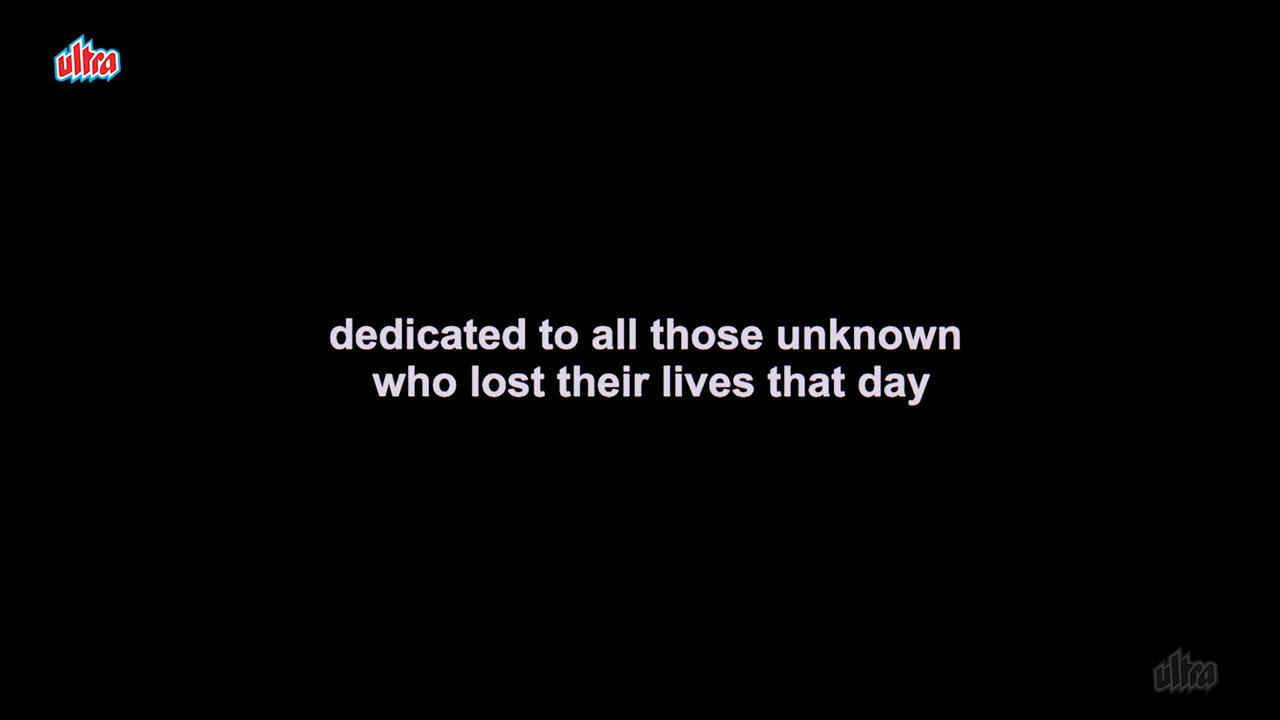 ultra
dedicated to all those unknown
who lost their lives that day
ultra